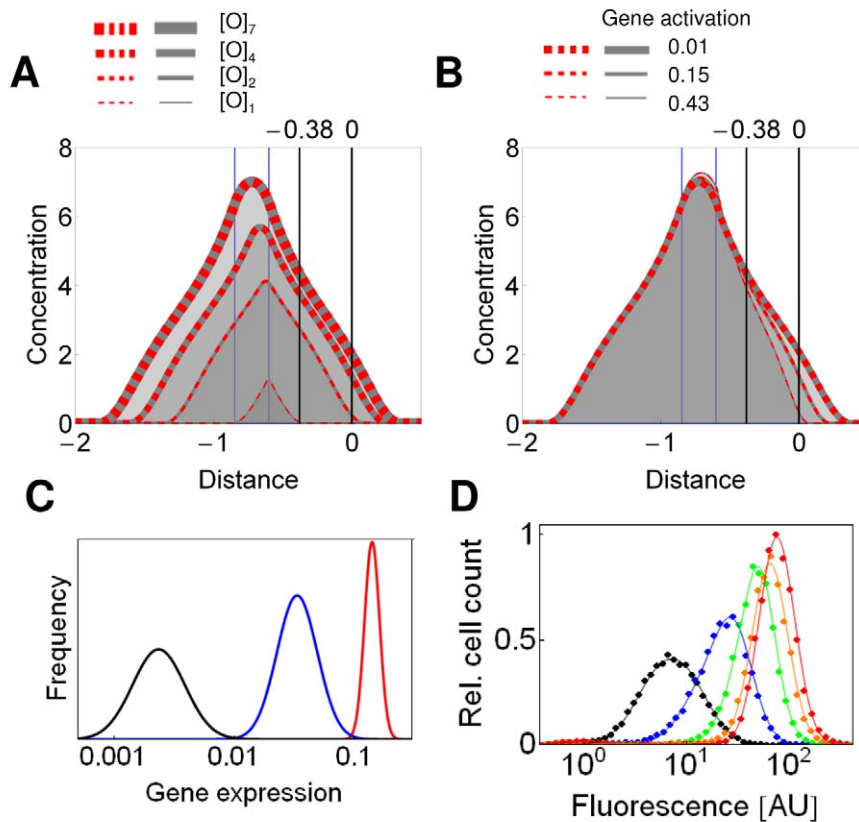 A
[O]7
[O]4
[O]2
[O]1
−0.38 0
8
6
4
2
0
Concentration
−2 −1 0
Distance
B
Gene activation
0.01
0.15
0.43
−0.38 0
8
6
4
2
0
Concentration
−2 −1 0
Distance
C
Frequency
0.001 0.01 0.1
Gene expression
D
1
0.5
0
Rel. cell count
10^0 10^1 10^2
Fluorescence [AU]